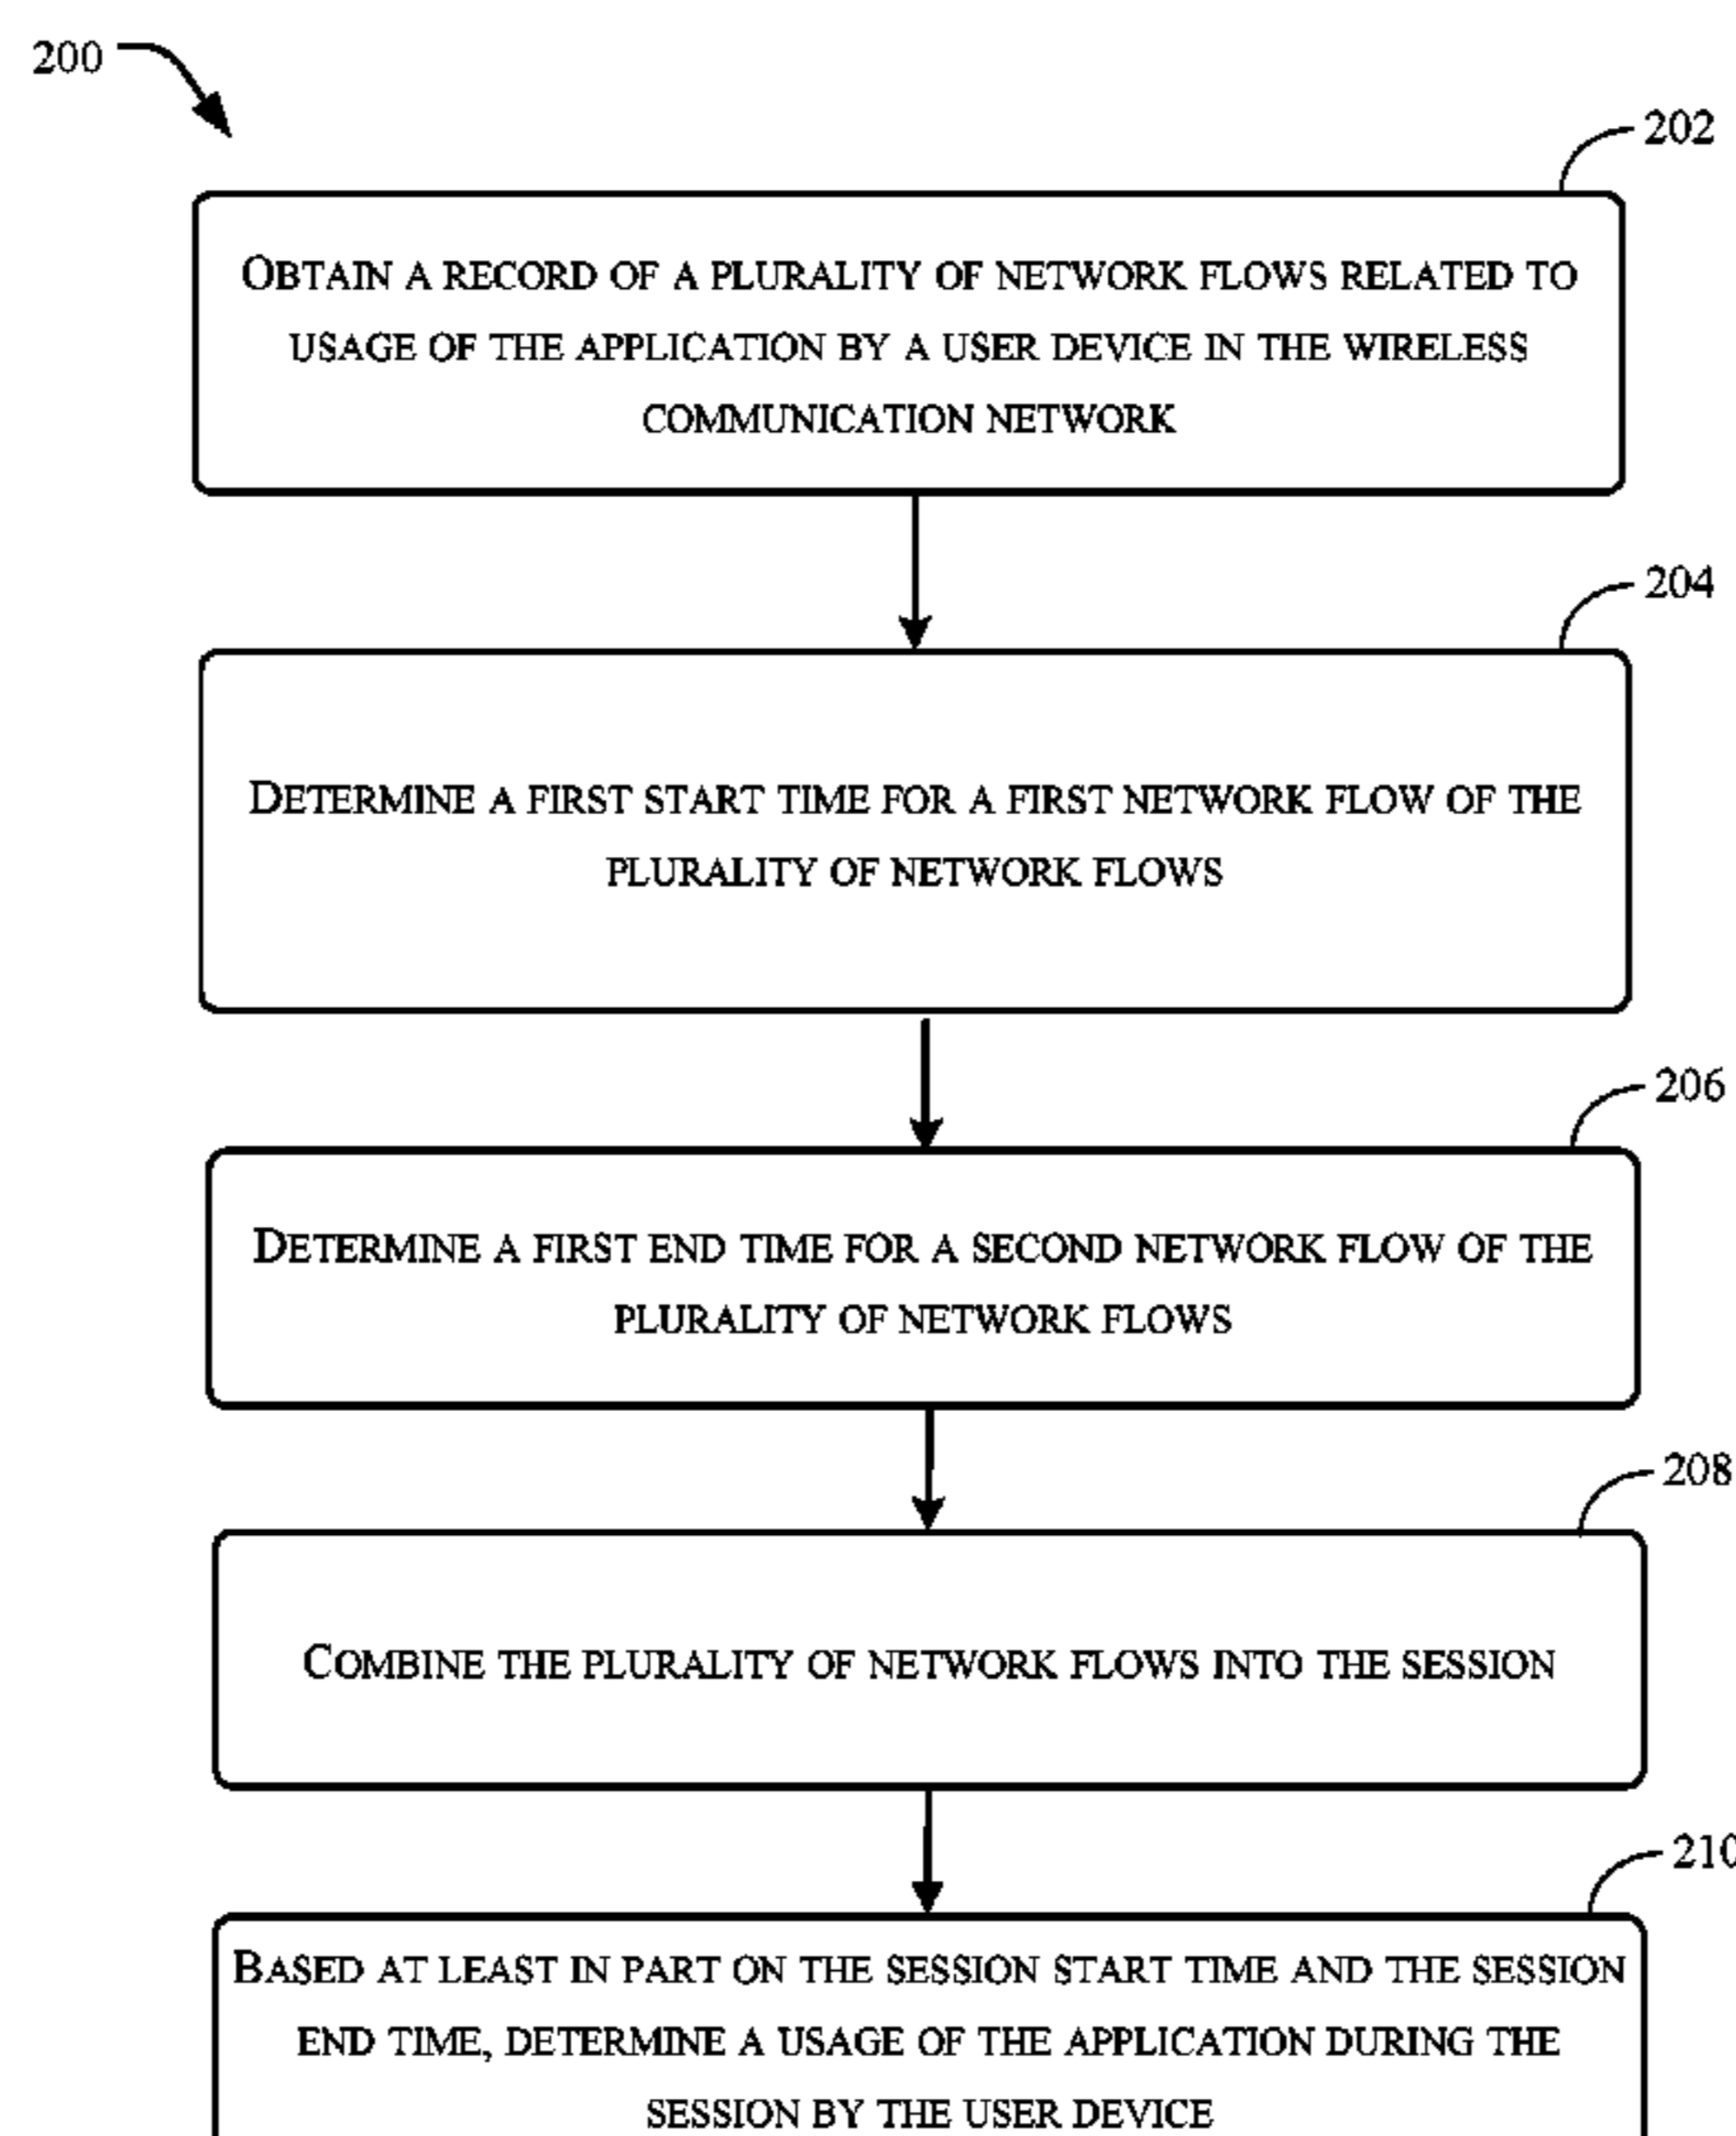 200
202
OBTAIN A RECORD OF A PLURALITY OF NETWORK FLOWS RELATED TO
USAGE OF THE APPLICATION BY A USER DEVICE IN THE WIRELESS
COMMUNICATION NETWORK
204
DETERMINE A FIRST START TIME FOR A FIRST NETWORK FLOW OF THE
PLURALITY OF NETWORK FLOWS
206
DETERMINE A FIRST END TIME FOR A SECOND NETWORK FLOW OF THE
PLURALITY OF NETWORK FLOWS
208
COMBINE THE PLURALITY OF NETWORK FLOWS INTO THE SESSION
210
BASED AT LEAST IN PART ON THE SESSION START TIME AND THE SESSION
END TIME, DETERMINE A USAGE OF THE APPLICATION DURING THE
SESSION BY THE USER DEVICE